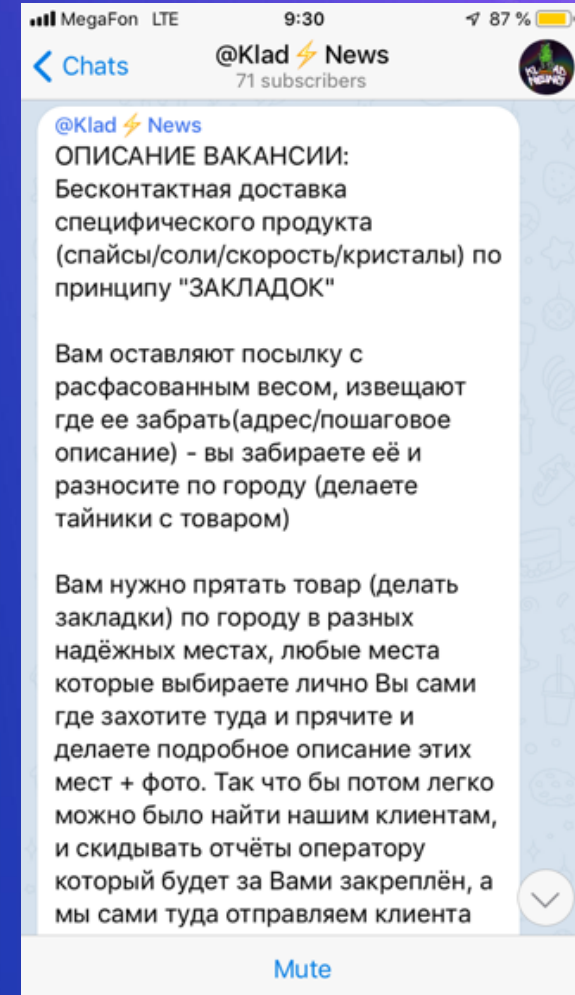 MegaFon LTE 9:30 87 %
Chats @Klad ⚡ News
71 subscribers
KLAD NEWS
@Klad ⚡ News
ОПИСАНИЕ ВАКАНСИИ:
Бесконтактная доставка
специфического продукта
(спайсы/соли/скорость/кристалы) по
принципу "ЗАКЛАДОК"
Вам оставляют посылку с
расфасованным весом, извещают
где ее забрать(адрес/пошаговое
описание) - вы забираете её и
разносите по городу (делаете
тайники с товаром)
Вам нужно прятать товар (делать
закладки) по городу в разных
надёжных местах, любые места
которые выбираете лично Вы сами
где захотите туда и прячите и
делаете подробное описание этих
мест + фото. Так что бы потом легко
можно было найти нашим клиентам,
и скидывать отчёты оператору
который будет за Вами закреплён, а
мы сами туда отправляем клиента
Mute